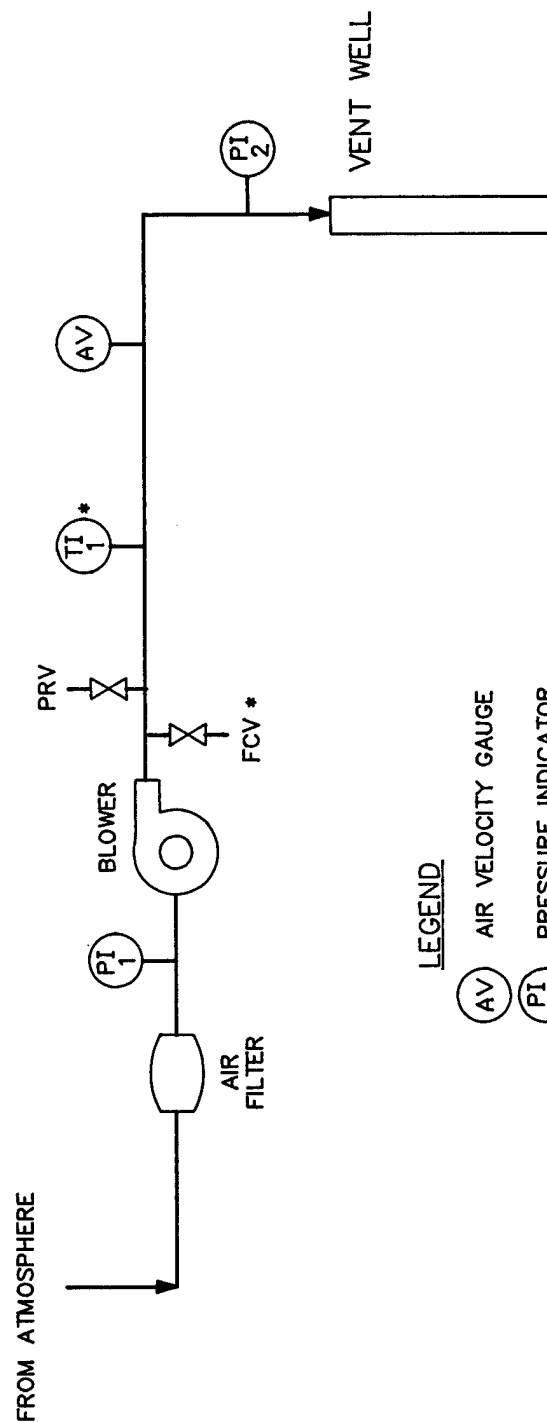 FROM ATMOSPHERE
AIR
FILTER
PI
1
BLOWER
FCV *
PRV
TI
1
*
AV
PI
2
VENT WELL
LEGEND
AV AIR VELOCITY GAUGE
PI PRESSURE INDICATOR